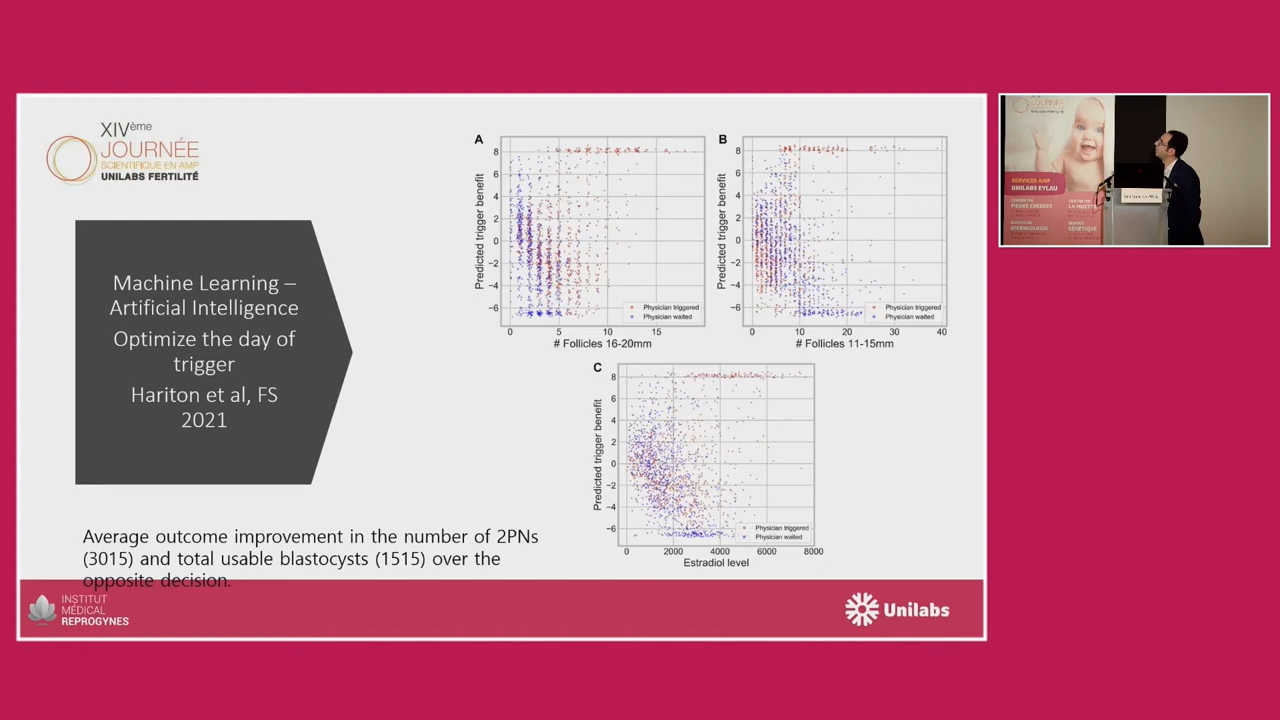 XIVème
JOURNÉE
SCIENTIFIQUE EN AMP
UNILABS FERTILITÉ
Machine Learning –
Artificial Intelligence
Optimize the day of
trigger
Hariton et al, FS
2021
Average outcome improvement in the number of 2PNs
(3015) and total usable blastocysts (1515) over the
opposite decision.
A
Predicted trigger benefit
8
6
4
2
0
−2
−4
−6
Physician triggered
Physician waited
0 5 10 15
# Follicles 16-20mm
B
Predicted trigger benefit
8
6
4
2
0
−2
−4
−6
Physician triggered
Physician waited
0 10 20 30 40
# Follicles 11-15mm
C
Predicted trigger benefit
8
6
4
2
0
−2
−4
−6
Physician triggered
Physician waited
0 2000 4000 6000 8000
Estradiol level
INSTITUT
MÉDICAL
REPROGYNES
Unilabs
JOURNÉE
SERVICES AMP
UNILABS EYLAU